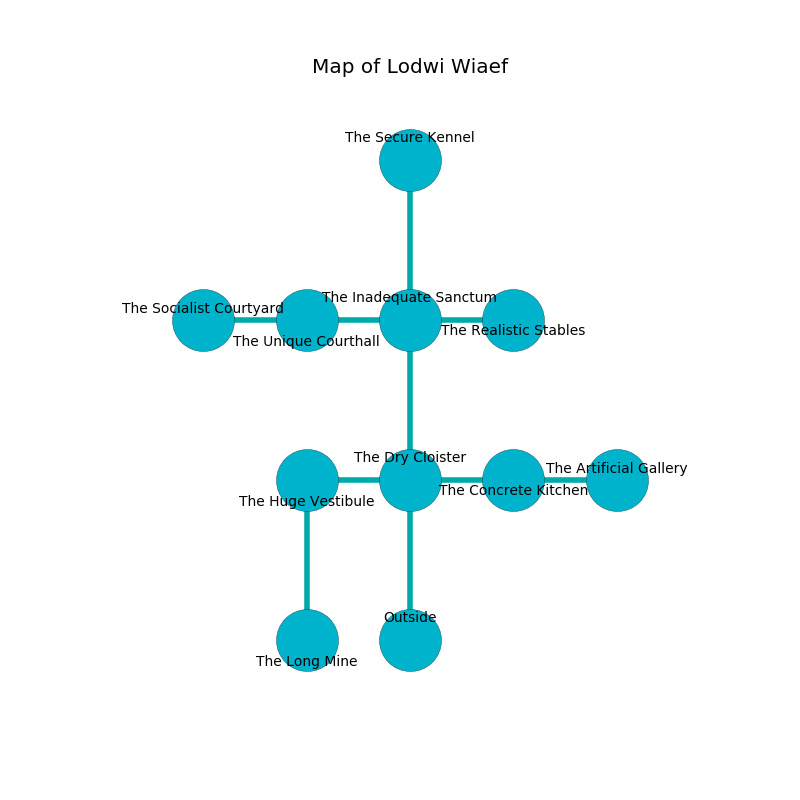 Map of Lodwi Wiaef
The Secure Kennel
The Inadequate Sanctum
The Socialist Courtyard
The Realistic Stables
The Unique Courthall
The Dry Cloister
The Artificial Gallery
The Concrete Kitchen
The Huge Vestibule
Outside
The Long Mine